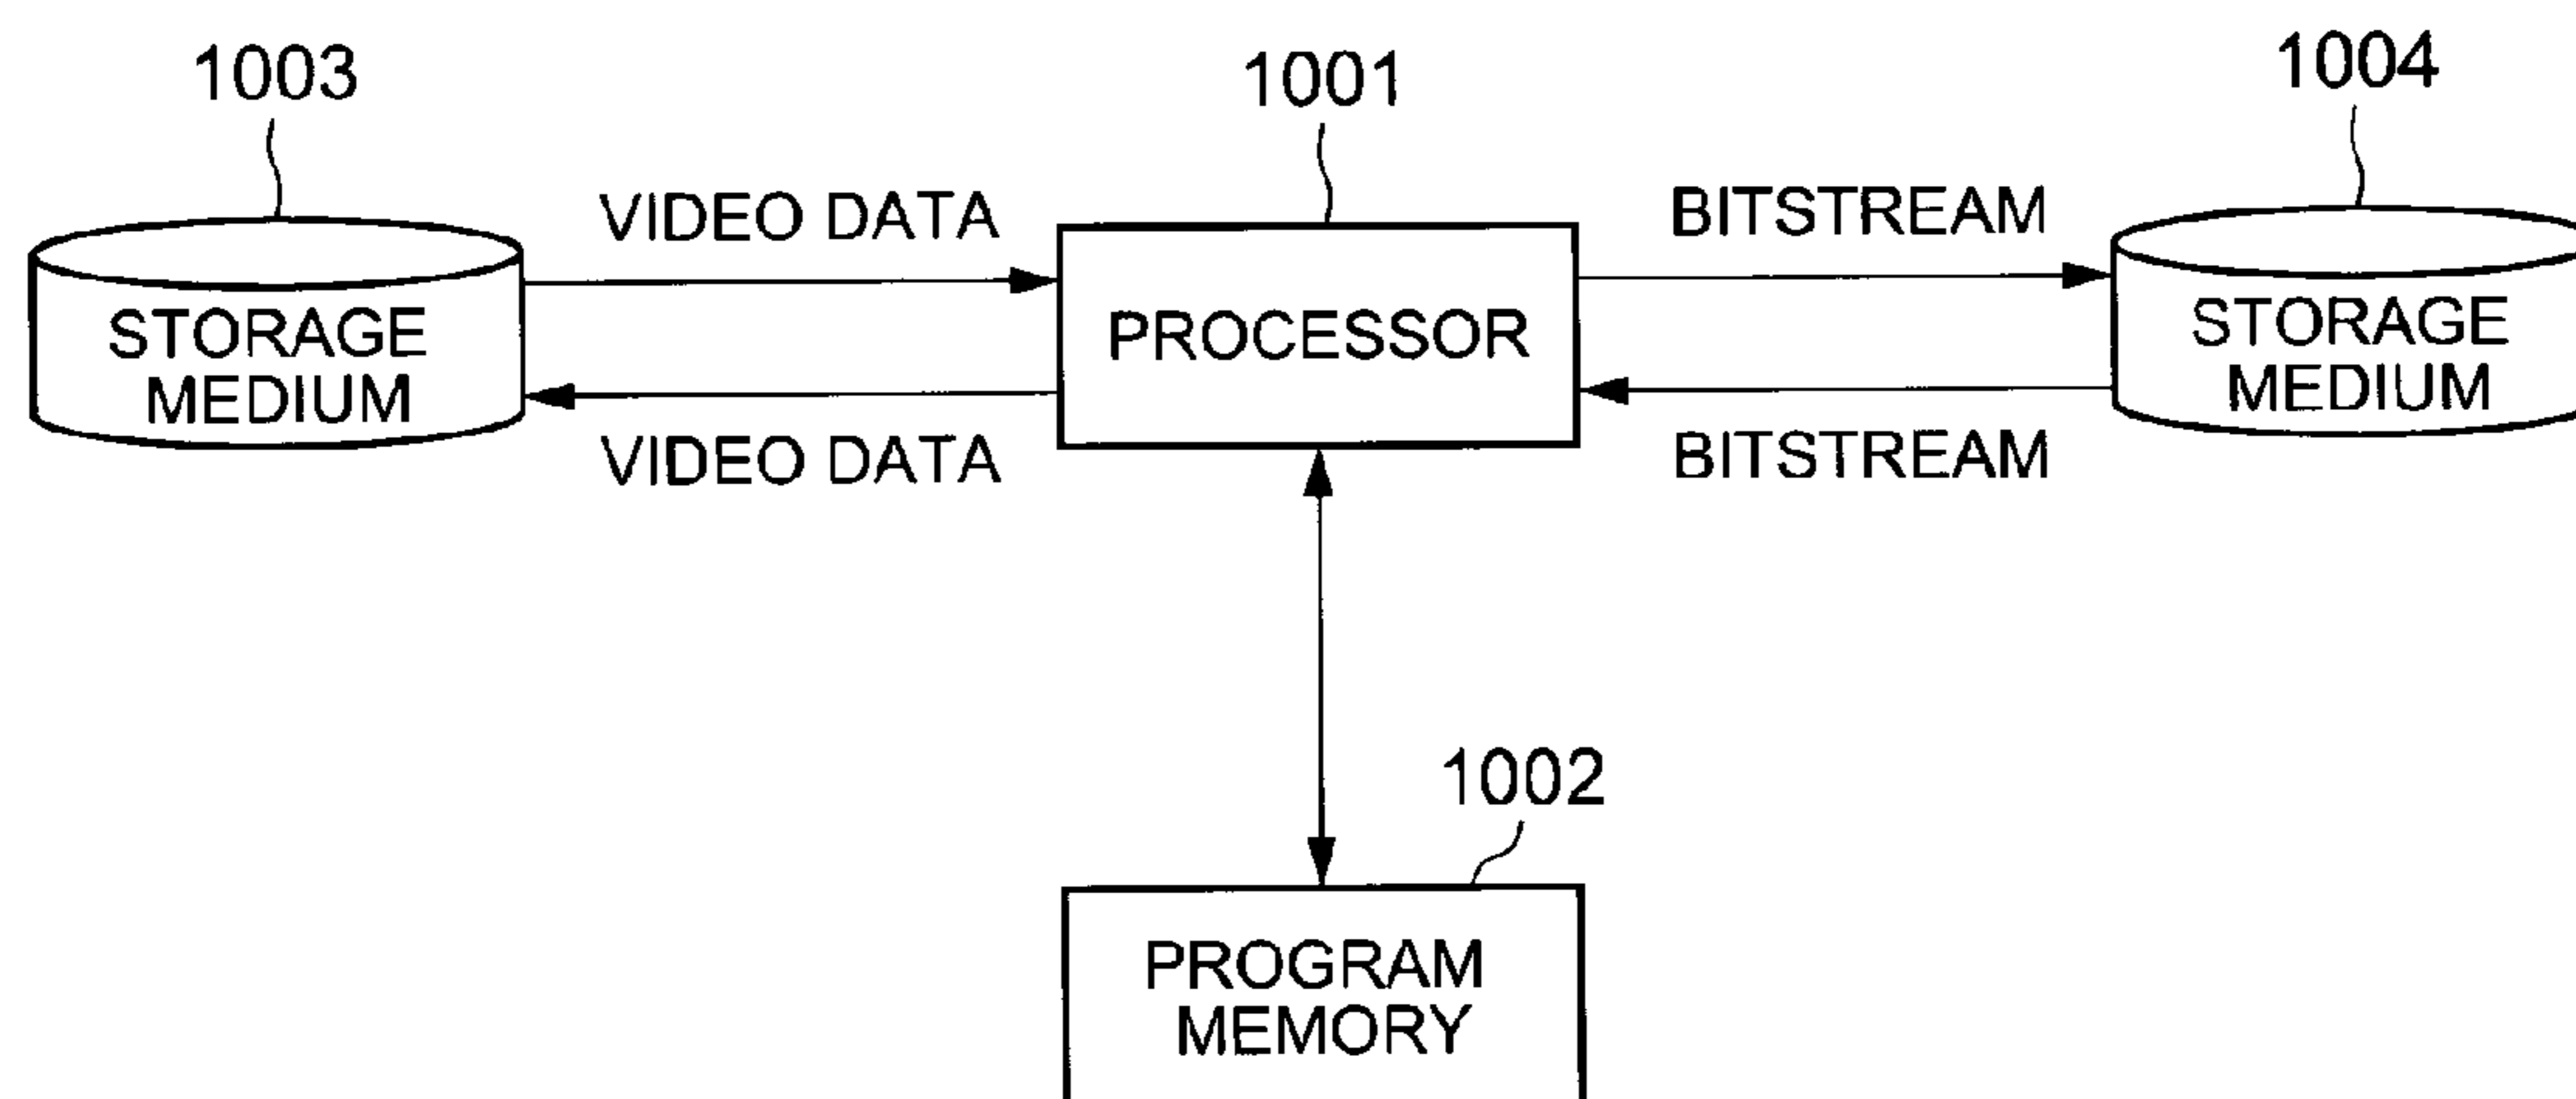 1003
1001
1004
VIDEO DATA
BITSTREAM
STORAGE
MEDIUM
PROCESSOR
STORAGE
MEDIUM
VIDEO DATA
BITSTREAM
1002
PROGRAM
MEMORY